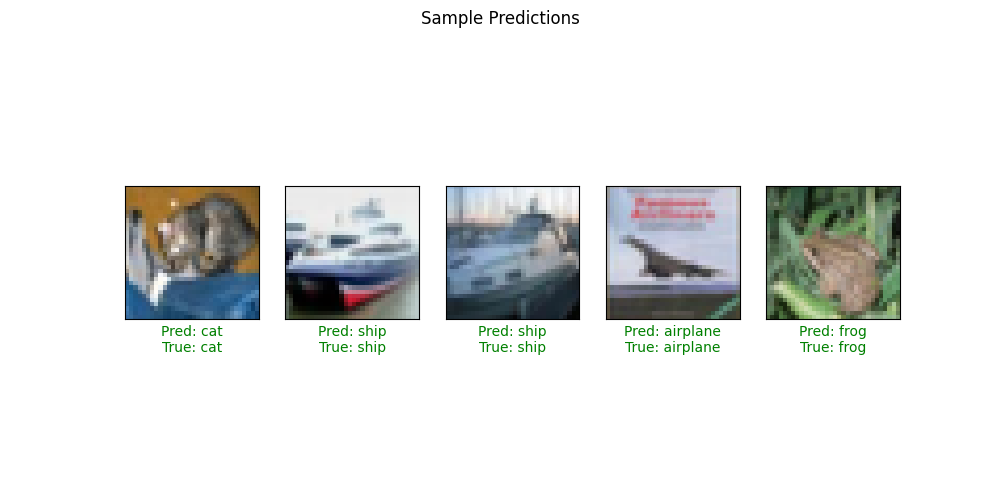 Sample Predictions
Pred: cat
True: cat
Pred: ship
True: ship
Pred: ship
True: ship
Pred: airplane
True: airplane
Pred: frog
True: frog